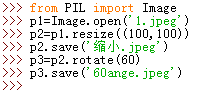 >>> from PIL import Image
>>> p1=Image.open('1.jpeg')
>>> p2=p1.resize((100,100))
>>> p2.save('缩小.jpeg')
>>> p3=p2.rotate(60)
>>> p3.save('60ange.jpeg')
>>>